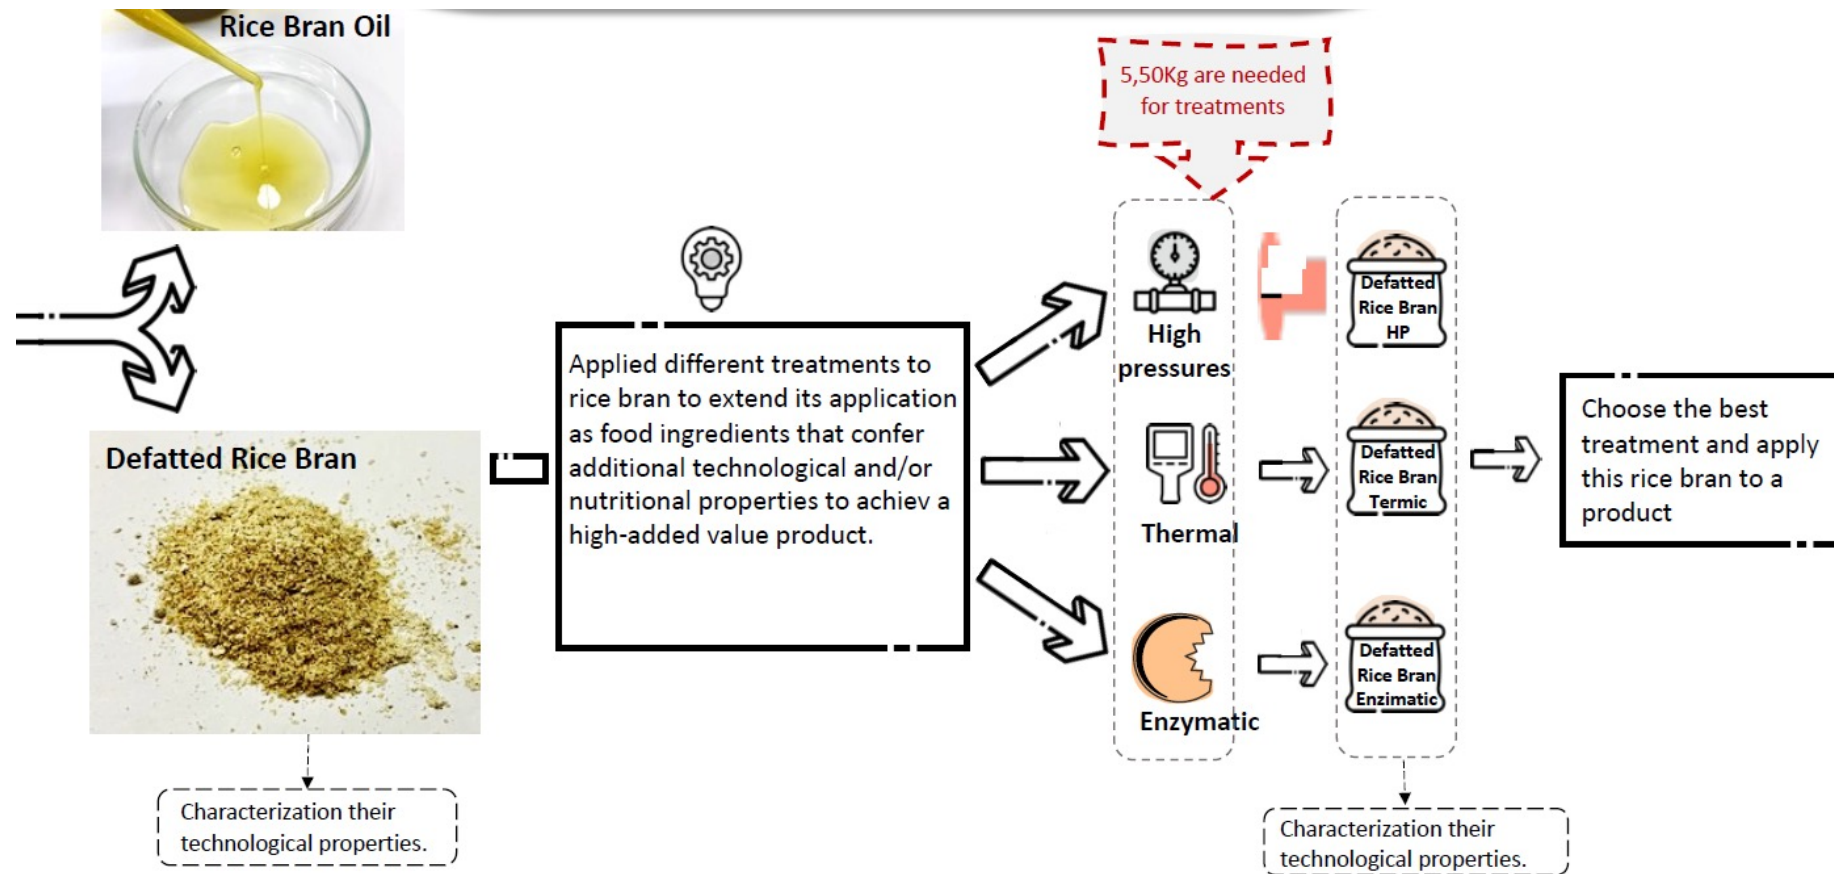 Rice Bran Oil
5,50Kg are needed
for treatments
Defatted Rice Bran
Applied different treatments to
rice bran to extend its application
as food ingredients that confer
additional technological and/or
nutritional properties to achiev a
high-added value product.
High
pressures
Thermal
Enzymatic
Defatted
Rice Bran
HP
Defatted
Rice Bran
Termic
Defatted
Rice Bran
Enzimatic
Choose the best
treatment and apply
this rice bran to a
product
Characterization their
technological properties.
Characterization their
technological properties.